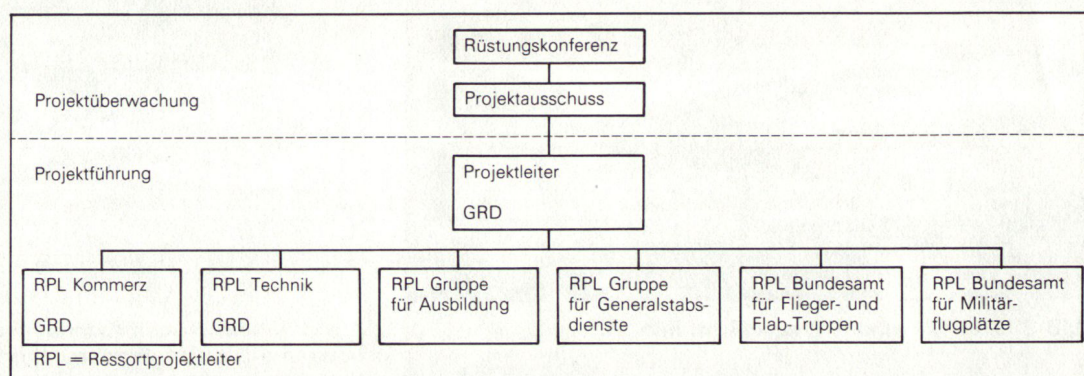 Rüstungskonferenz
Projektüberwachung
Projektausschuss
Projektführung
Projektleiter
GRD
RPL Kommerz
GRD
RPL Technik
GRD
RPL Gruppe
für Ausbildung
RPL Gruppe
für Generalstabs-
dienste
RPL Bundesamt
für Flieger- und
Flab-Truppen
RPL Bundesamt
für Militär-
flugplätze
RPL = Ressortprojektleiter